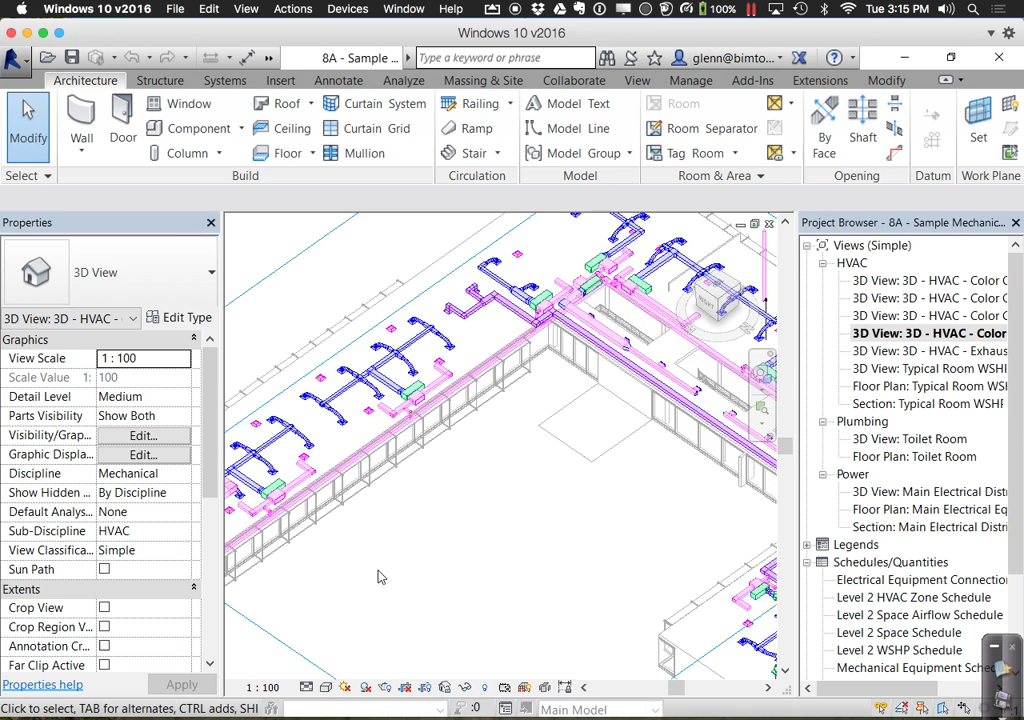 Windows 10 v2016 File Edit View Actions Devices Window Help 100% Tue 3:15 PM
Windows 10 v2016
8A - Sample ... Type a keyword or phrase glenn@bimto...
Architecture Structure Systems Insert Annotate Analyze Massing & Site Collaborate View Manage Add-Ins Extensions Modify
Modify Wall Door Window Component Column
Roof Ceiling Floor
Curtain System Curtain Grid Mullion
Railing Ramp Stair
Model Text Model Line Model Group
Room Room Separator Tag Room
By Face Shaft Set
Select Build Circulation Model Room & Area Opening Datum Work Plane
Properties
3D View
3D View: 3D - HVAC - Edit Type
Graphics
View Scale 1 : 100
Scale Value 1: 100
Detail Level Medium
Parts Visibility Show Both
Visibility/Grap... Edit...
Graphic Displa... Edit...
Discipline Mechanical
Show Hidden ... By Discipline
Default Analys... None
Sub-Discipline HVAC
View Classifica... Simple
Sun Path
Extents
Crop View
Crop Region V...
Annotation Cr...
Far Clip Active
Properties help Apply
RIGHT
1 : 100
Project Browser - 8A - Sample Mechanic...
Views (Simple)
HVAC
3D View: 3D - HVAC - Color C
3D View: 3D - HVAC - Color C
3D View: 3D - HVAC - Color C
3D View: 3D - HVAC - Color
3D View: 3D - HVAC - Exhaus
3D View: Typical Room WSHI
Floor Plan: Typical Room WS
Section: Typical Room WSHP
Plumbing
3D View: Toilet Room
Floor Plan: Toilet Room
Power
3D View: Main Electrical Dist
Floor Plan: Main Electrical Eq
Section: Main Electrical Distri
Legends
Schedules/Quantities
Electrical Equipment Connectio
Level 2 HVAC Zone Schedule
Level 2 Space Airflow Schedule
Level 2 Space Schedule
Level 2 WSHP Schedule
Mechanical Equipment Sche
Click to select, TAB for alternates, CTRL adds, SHI :0 Main Model